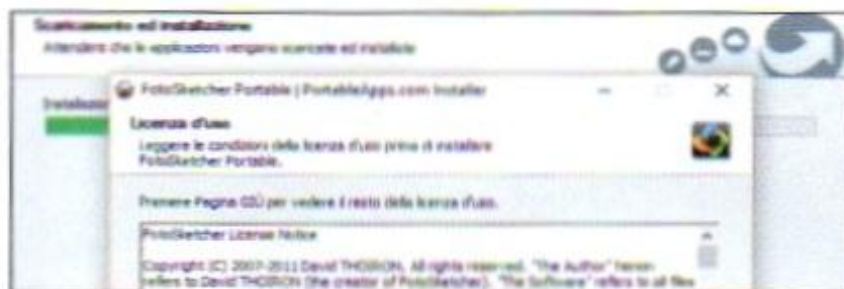 Scaricamento ed installazione
Attendere che le applicazioni vengano scaricate ed installate
Installazion
FotoSketcher Portable | PortableApps.com Installer
Licenza d'uso
Leggere le condizioni della licenza d'uso prima di installare
FotoSketcher Portable.
Premere Pagina GIÙ per vedere il resto della licenza d'uso.
FotoSketcher License Notice
Copyright (C) 2007-2011 David THOIRON, All rights reserved. "The Author" herein
refers to David THOIRON (the creator of FotoSketcher). "The Software" refers to all files